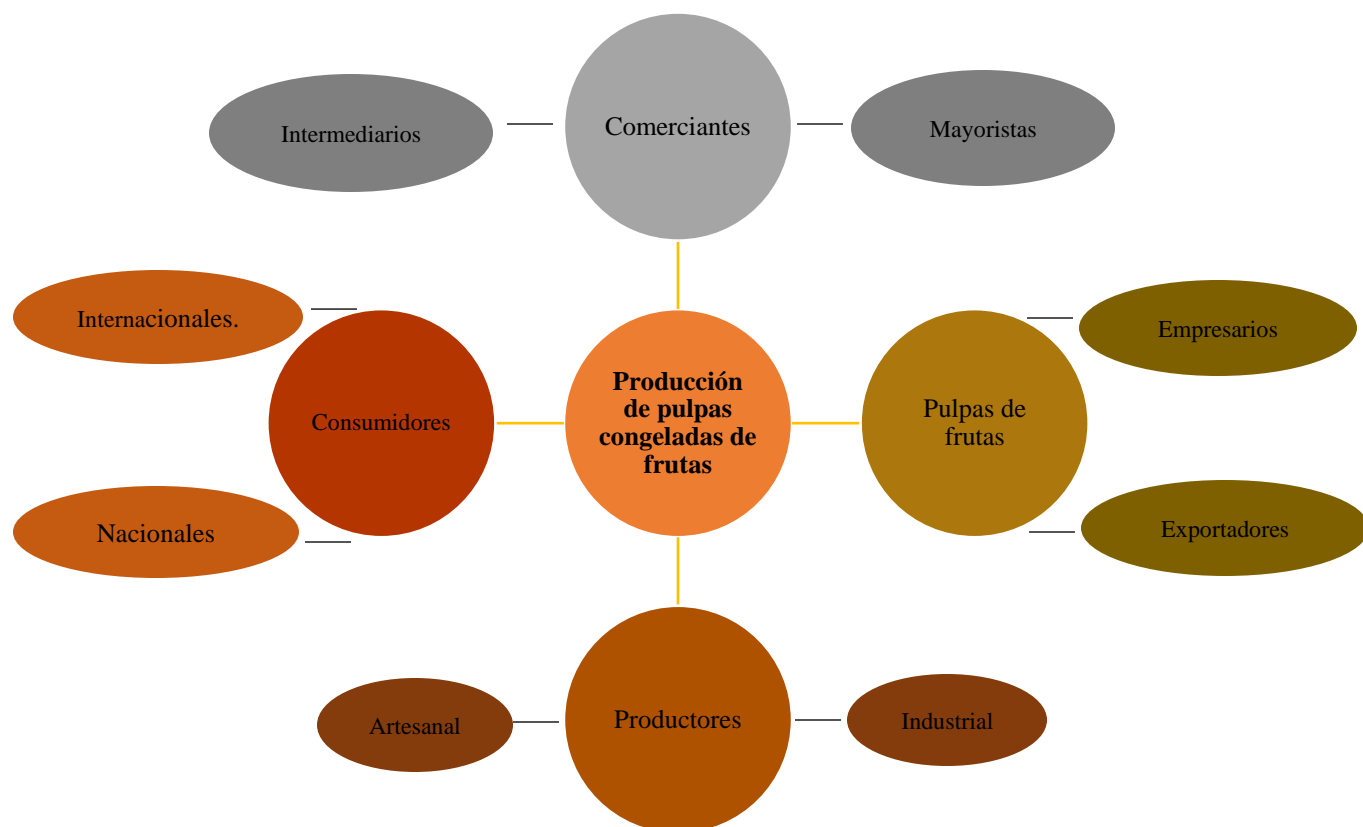 Comerciantes
Intermediarios
Mayoristas
Internacionales.
Empresarios
Consumidores
Producción
de pulpas
congeladas de
frutas
Pulpas de
frutas
Nacionales
Exportadores
Artesanal
Productores
Industrial